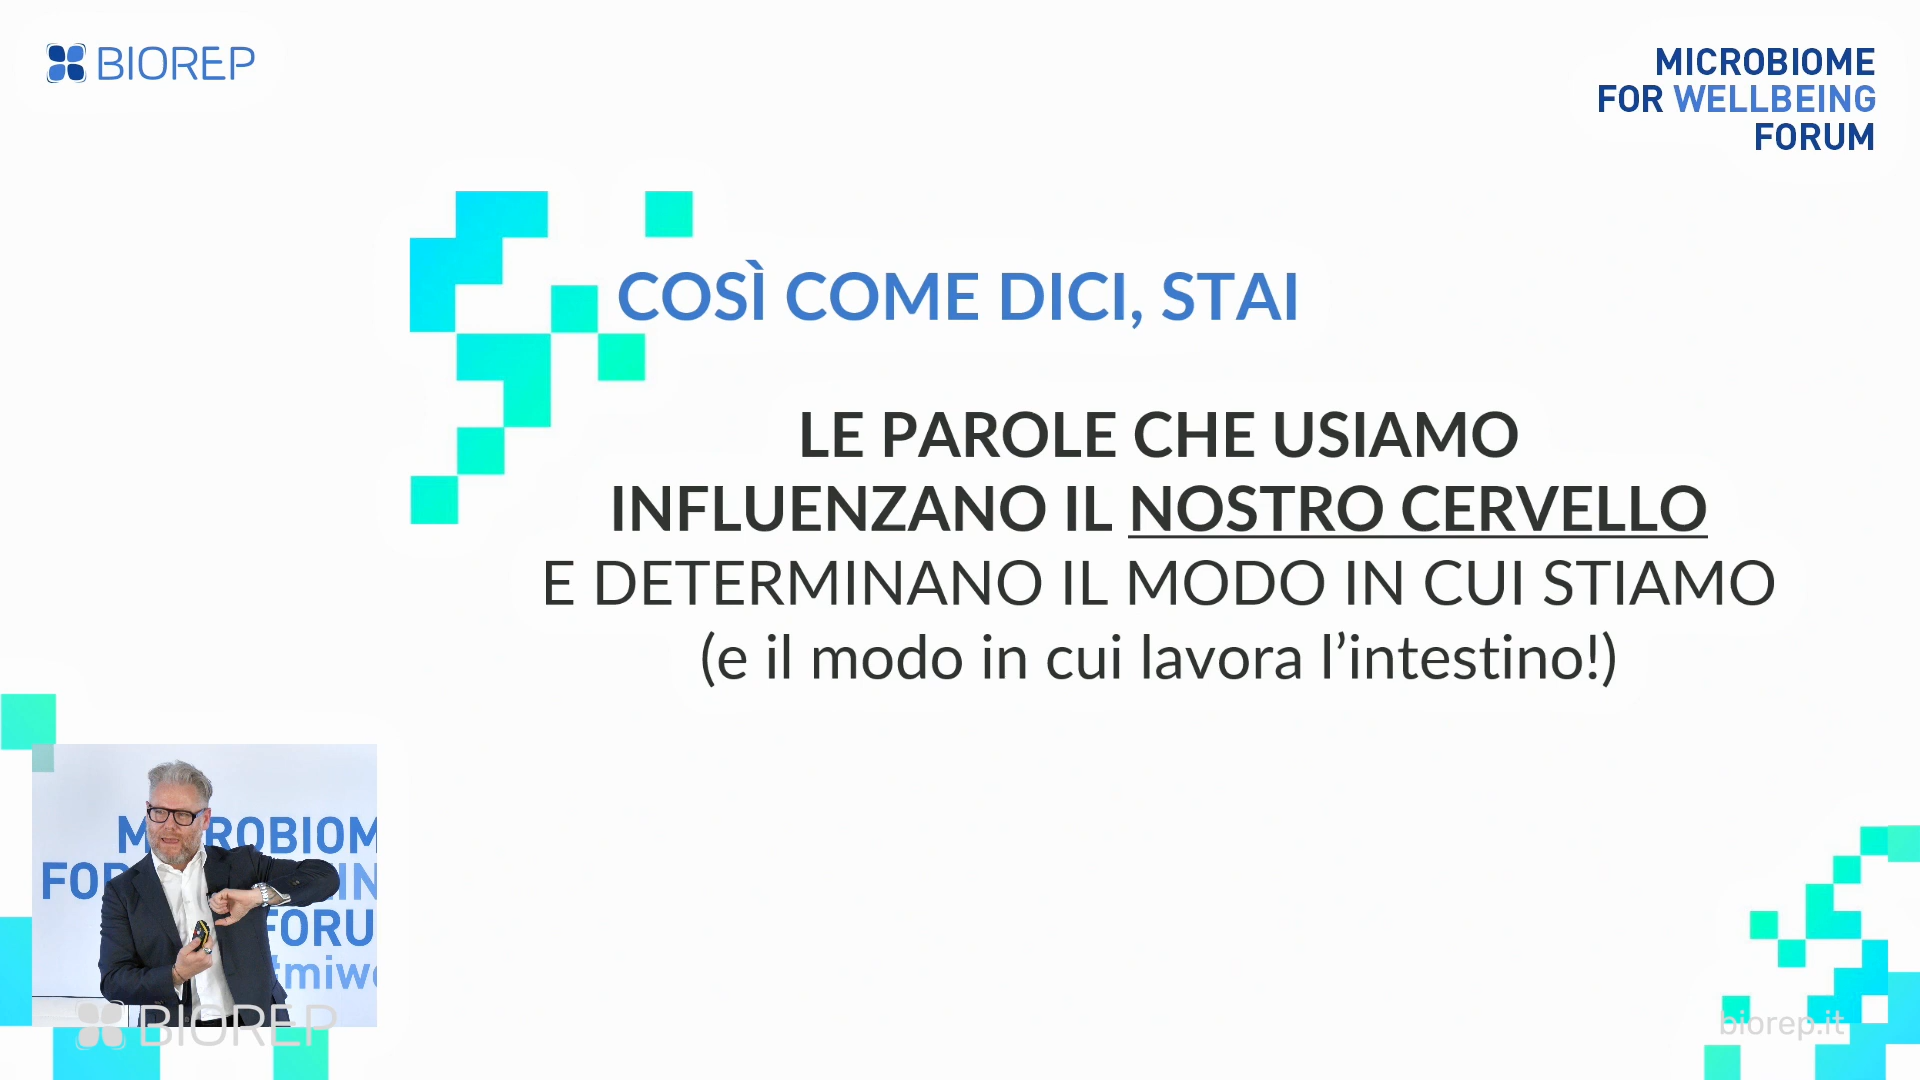 BIOREP
MICROBIOME
FOR WELLBEING
FORUM
COSÌ COME DICI, STAI
LE PAROLE CHE USIAMO
INFLUENZANO IL NOSTRO CERVELLO
E DETERMINANO IL MODO IN CUI STIAMO
(e il modo in cui lavora l’intestino!)
BIOREP
biorep.it